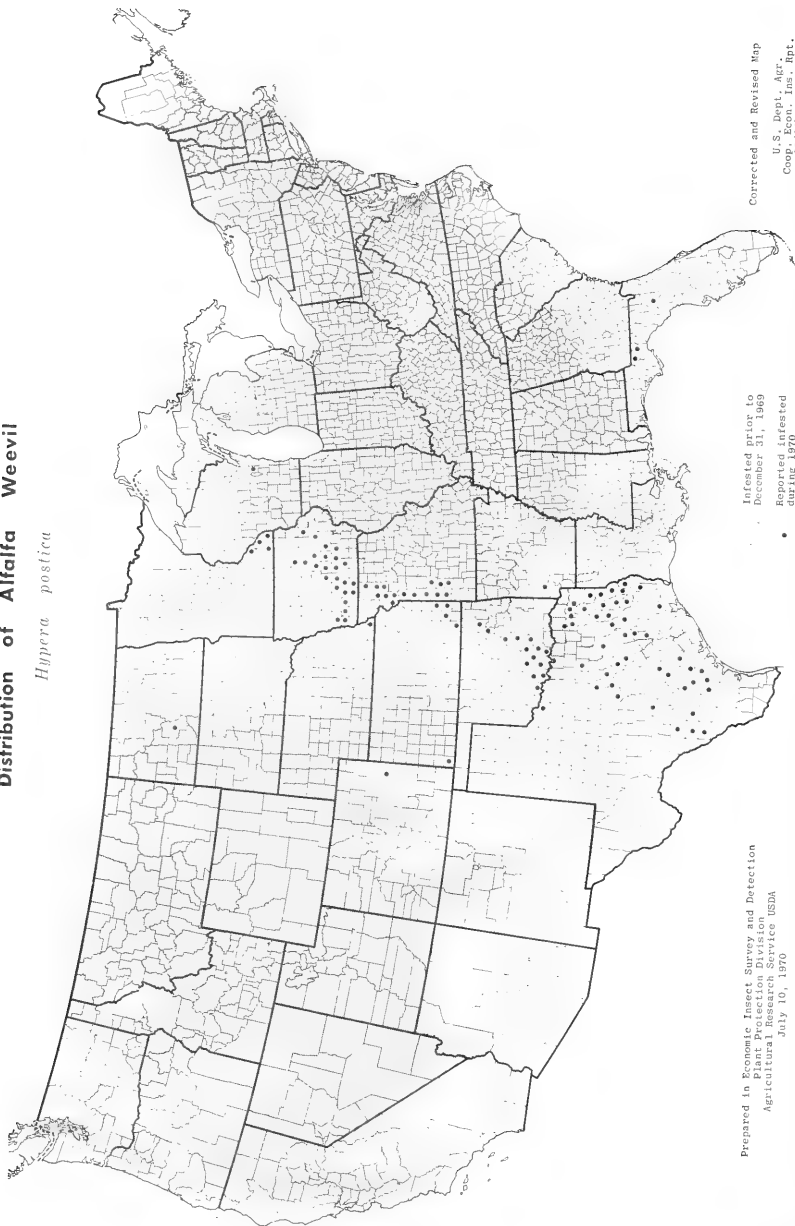 Distribution of Alfalfa Weevil
Hypera postica
Prepared in Economic Insect Survey and Detection
Plant Protection Division
Agricultural Research Service USDA
July 10, 1970
Infested prior to
December 31, 1969
Reported infested
during 1970
Corrected and Revised Map
U.S. Dept. Agr.
Coop. Econ. Ins. Rpt.